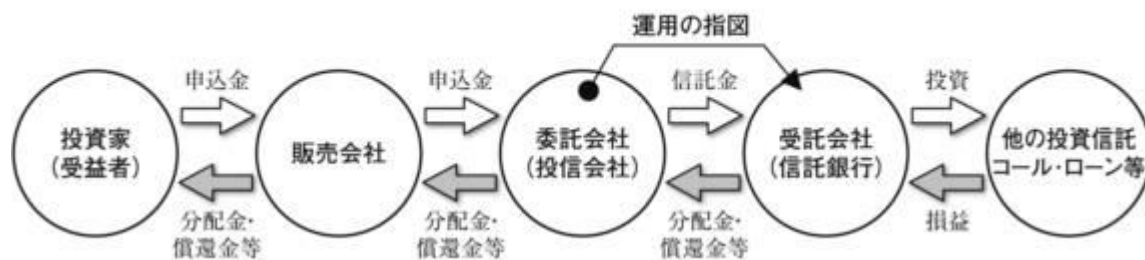 運用の指図
申込金
申込金
信託金
投資
投資家
(受益者)
販売会社
委託会社
(投信会社)
受託会社
(信託銀行)
他の投資信託
コール・ローン等
分配金・
償還金等
分配金・
償還金等
分配金・
償還金等
損益